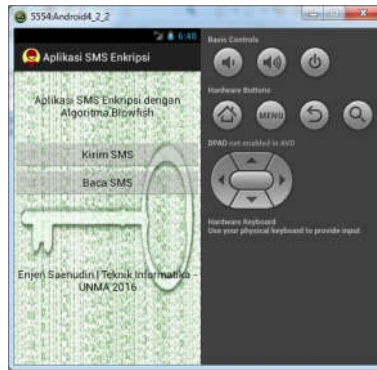 5554:Android4_2_2
6:48
Aplikasi SMS Enkripsi
Aplikasi SMS Enkripsi dengan
Algoritma Blowfish
Kirim SMS
Baca SMS
Enjen Saenudin | Teknik Informatika -
UNMA 2016
Basic Controls
Hardware Buttons
MENU
DPAD not enabled in AVD
Hardware Keyboard
Use your physical keyboard to provide input